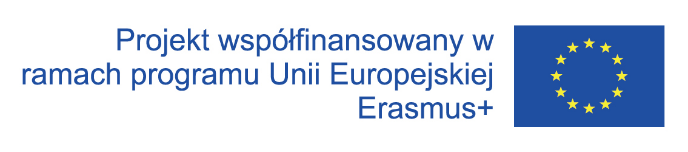 Projekt współfinansowany w
ramach programu Unii Europejskiej
Erasmus+